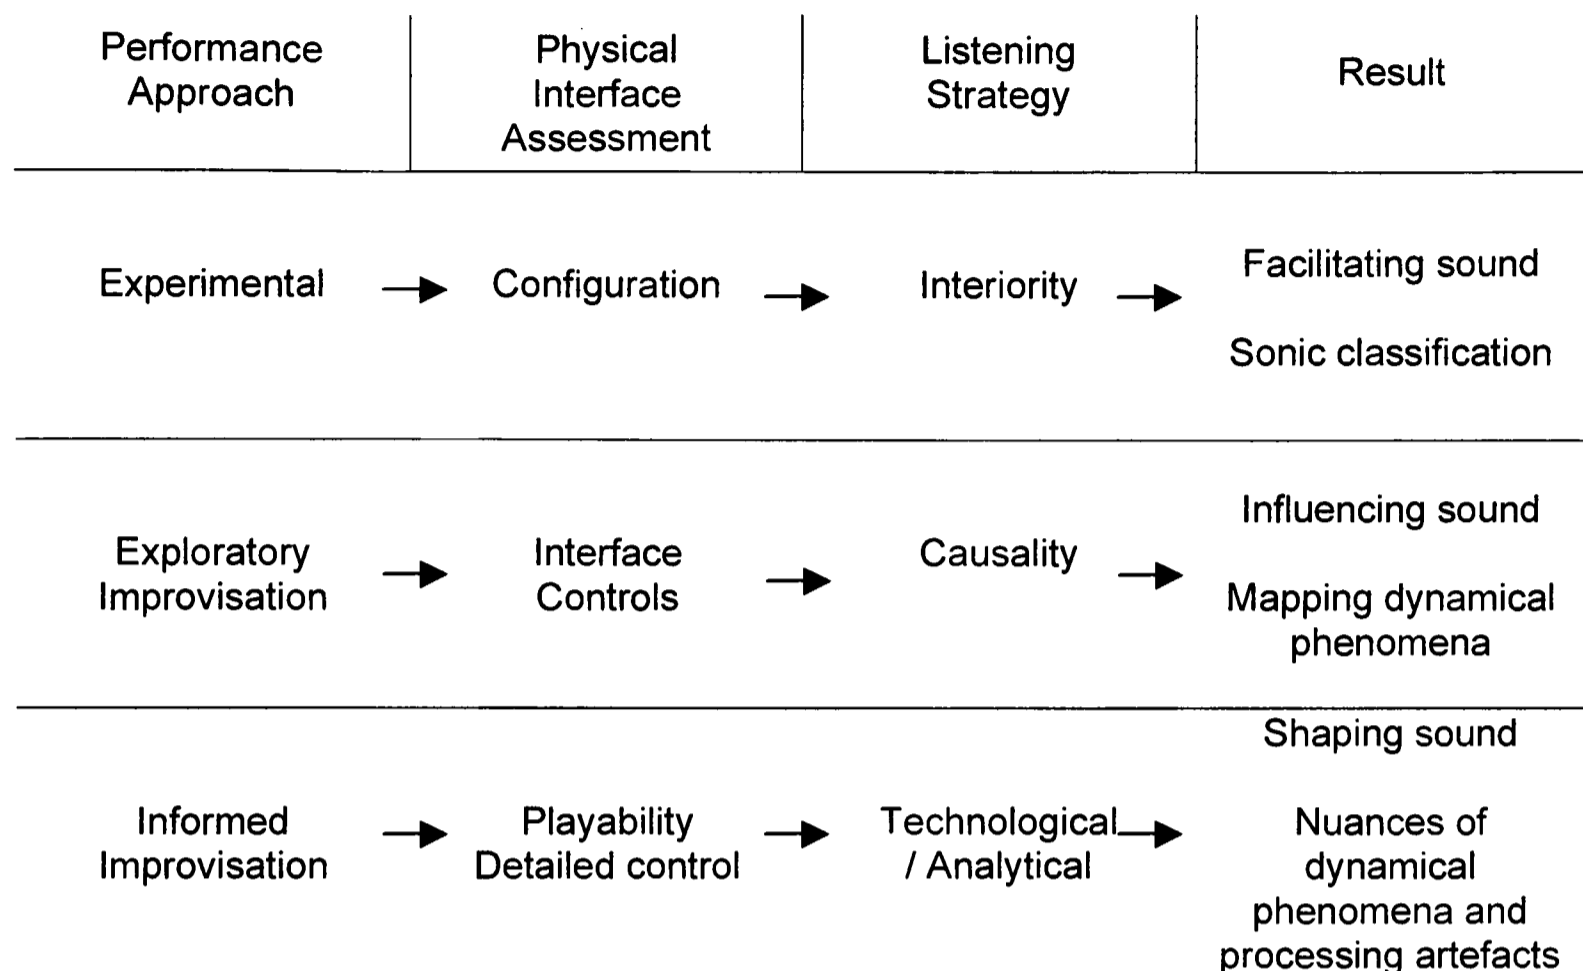 Performance
Approach
Physical
Interface
Assessment
Listening
Strategy
Result
Experimental
Configuration
Interiority
Facilitating sound
Sonic classification
Exploratory
Improvisation
Interface
Controls
Causality
Influencing sound
Mapping dynamical
phenomena
Informed
Improvisation
Playability
Detailed control
Technological
/ Analytical
Shaping sound
Nuances of
dynamical
phenomena and
processing artefacts